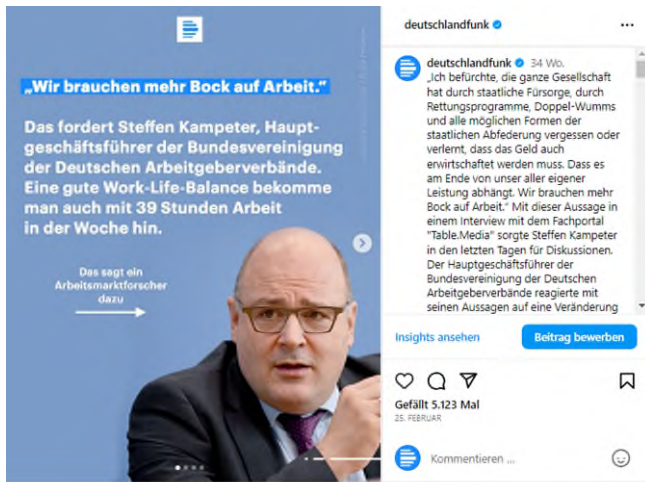 „Wir brauchen mehr Bock auf Arbeit.“
Das fordert Steffen Kampeter, Haupt-
geschäftsführer der Bundesvereinigung
der Deutschen Arbeitgeberverbände.
Eine gute Work-Life-Balance bekomme
man auch mit 39 Stunden Arbeit
in der Woche hin.
Das sagt ein
Arbeitsmarktforscher
dazu
deutschlandfunk
deutschlandfunk 34 Wo.
„Ich befürchte, die ganze Gesellschaft
hat durch staatliche Fürsorge, durch
Rettungsprogramme, Doppel-Wumms
und alle möglichen Formen der
staatlichen Abfederung vergessen oder
verlernt, dass das Geld auch
erwirtschaftet werden muss. Dass es
am Ende von unser aller eigener
Leistung abhängt. Wir brauchen mehr
Bock auf Arbeit.“ Mit dieser Aussage in
einem Interview mit dem Fachportal
"Table.Media" sorgte Steffen Kampeter
in den letzten Tagen für Diskussionen.
Der Hauptgeschäftsführer der
Bundesvereinigung der Deutschen
Arbeitgeberverbände reagierte mit
seinen Aussagen auf eine Veränderung
Insights ansehen
Beitrag bewerben
Gefällt 5.123 Mal
25. FEBRUAR
Kommentieren ...